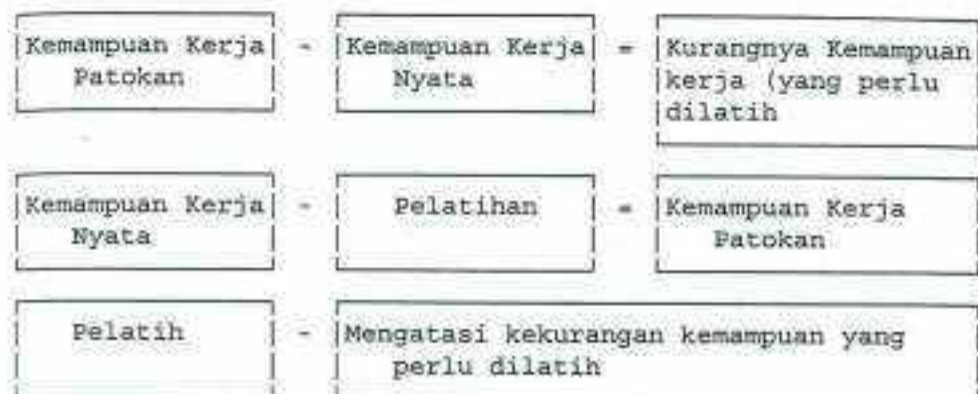 Kemampuan Kerja - Kemampuan Kerja = Kurangnya Kemampuan
Patokan Nyata kerja (yang perlu
dilatih
Kemampuan Kerja - Pelatihan = Kemampuan Kerja
Nyata Patokan
Pelatih - Mengatasi kekurangan kemampuan yang
perlu dilatih